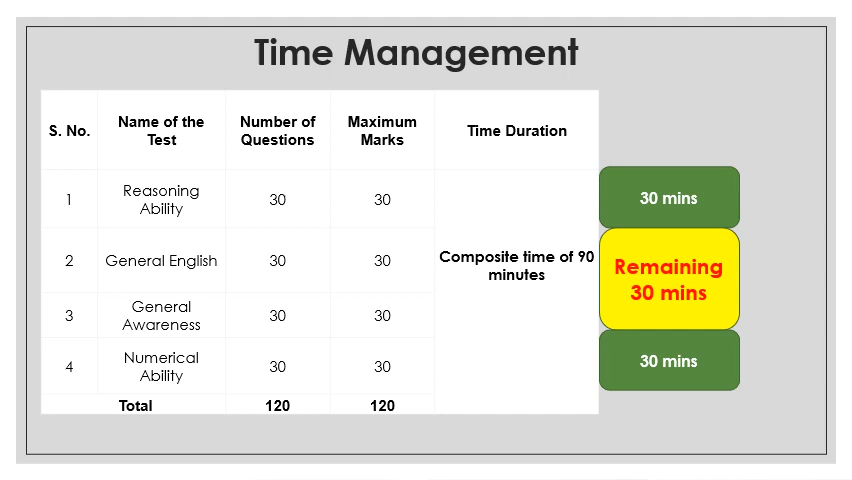 Time Management
S. No.
Name of the
Test
Number of
Questions
Maximum
Marks
Time Duration
1
Reasoning
Ability
30
30
30 mins
2
General English
30
30
Composite time of 90
minutes
Remaining
30 mins
3
General
Awareness
30
30
4
Numerical
Ability
30
30
30 mins
Total
120
120